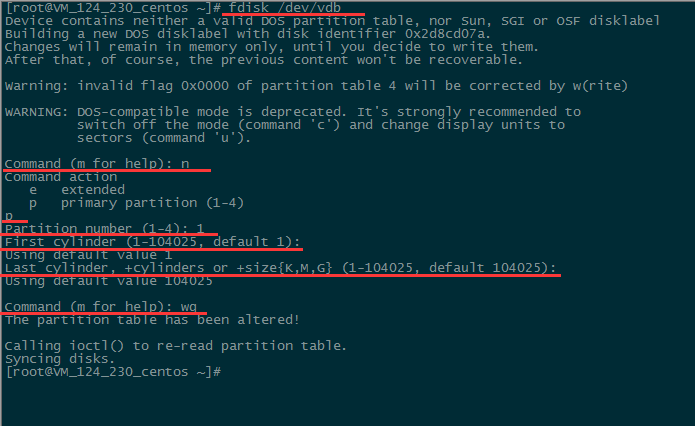 [root@VM_124_230_centos ~]# fdisk /dev/vdb
Device contains neither a valid DOS partition table, nor Sun, SGI or OSF disklabel
Building a new DOS disklabel with disk identifier 0x2d8cd07a.
Changes will remain in memory only, until you decide to write them.
After that, of course, the previous content won't be recoverable.
Warning: invalid flag 0x0000 of partition table 4 will be corrected by w(rite)
WARNING: DOS-compatible mode is deprecated. It's strongly recommended to
switch off the mode (command 'c') and change display units to
sectors (command 'u').
Command (m for help): n
Command action
e   extended
p   primary partition (1-4)
p
Partition number (1-4): 1
First cylinder (1-104025, default 1):
Using default value 1
Last cylinder, +cylinders or +size{K,M,G} (1-104025, default 104025):
Using default value 104025
Command (m for help): wq
The partition table has been altered!
Calling ioctl() to re-read partition table.
Syncing disks.
[root@VM_124_230_centos ~]#